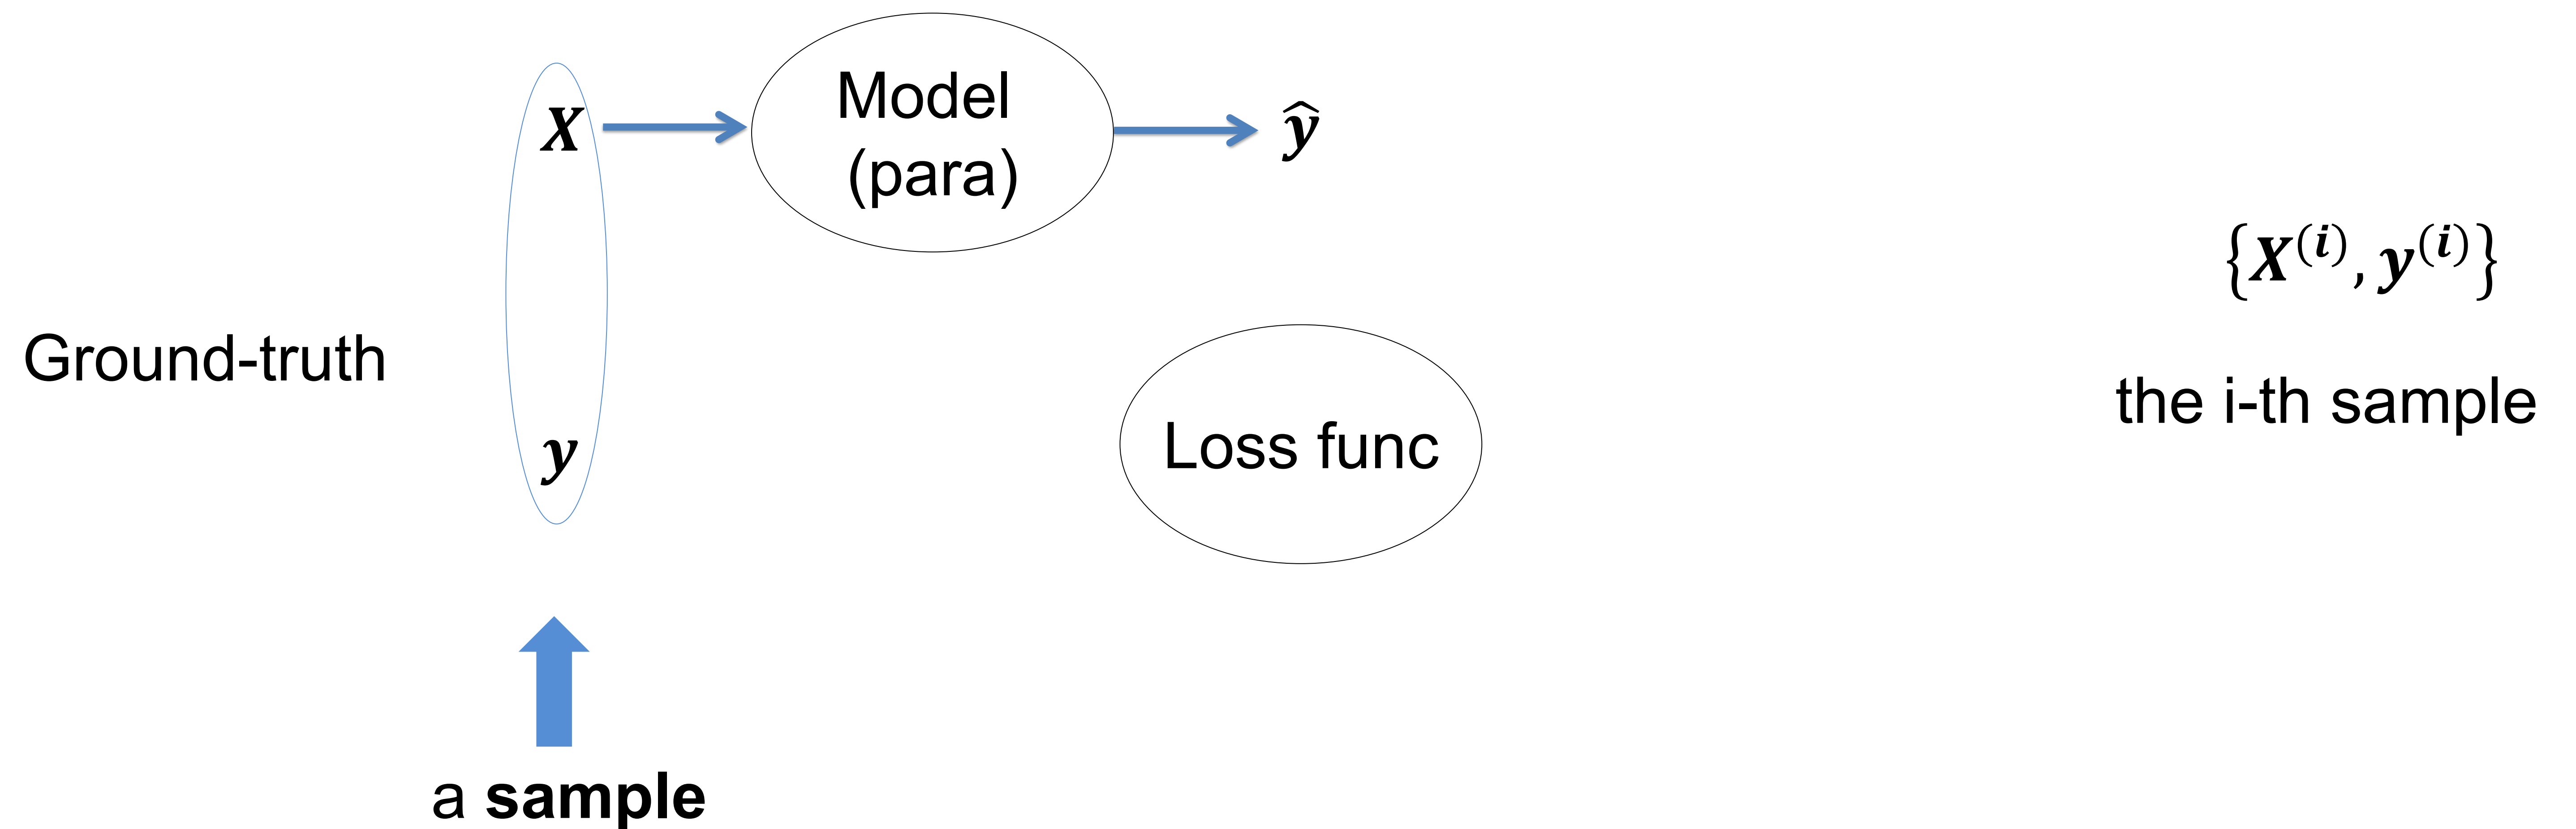 X
Model
(para)
ŷ
{X⁽ⁱ⁾, y⁽ⁱ⁾}
Ground-truth
the i-th sample
y
Loss func
a sample